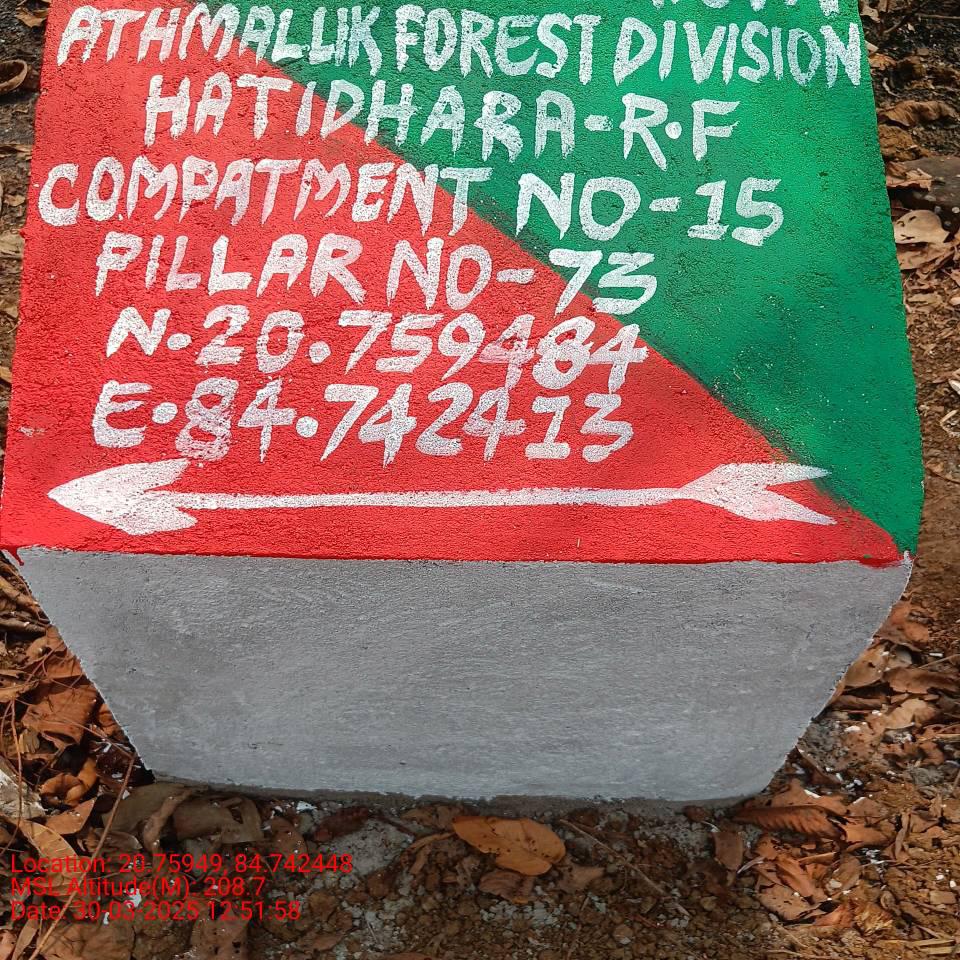 ATHMALLIK FOREST DIVISION
HATIDHARA-R.F
COMPATMENT NO-15
PILLAR NO-73
N.20.759484
E.84.742413
Location: 20.75949, 84.742448
MSL Altitude(M): 208.7
Date: 30-03-2025 12:51:58